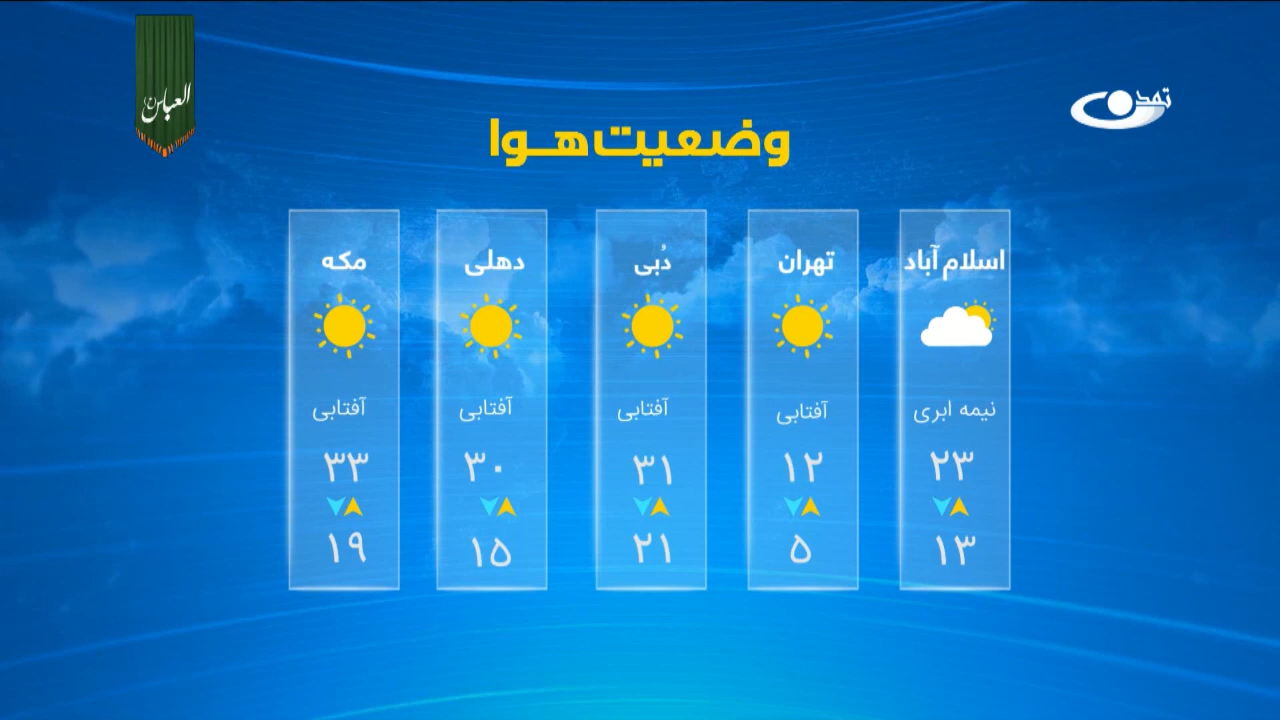 العباس
تمدن
وضعیت هوا
اسلام آباد
نیمه ابری
۲۳
۱۳
تهران
آفتابی
۱۲
۵
دُبی
آفتابی
۳۱
۲۱
دهلی
آفتابی
۳۰
۱۵
مکه
آفتابی
۳۳
۱۹